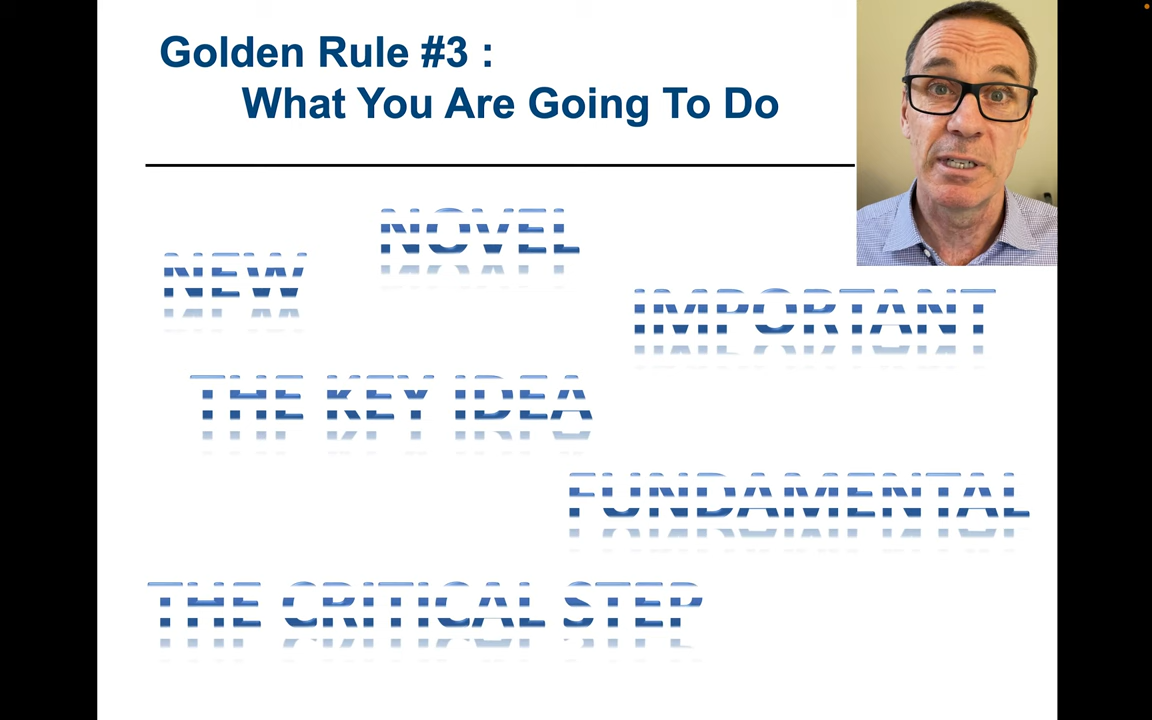 Golden Rule #3 :
What You Are Going To Do
NOVEL
NEW
IMPORTANT
THE KEY IDEA
FUNDAMENTAL
THE CRITICAL STEP